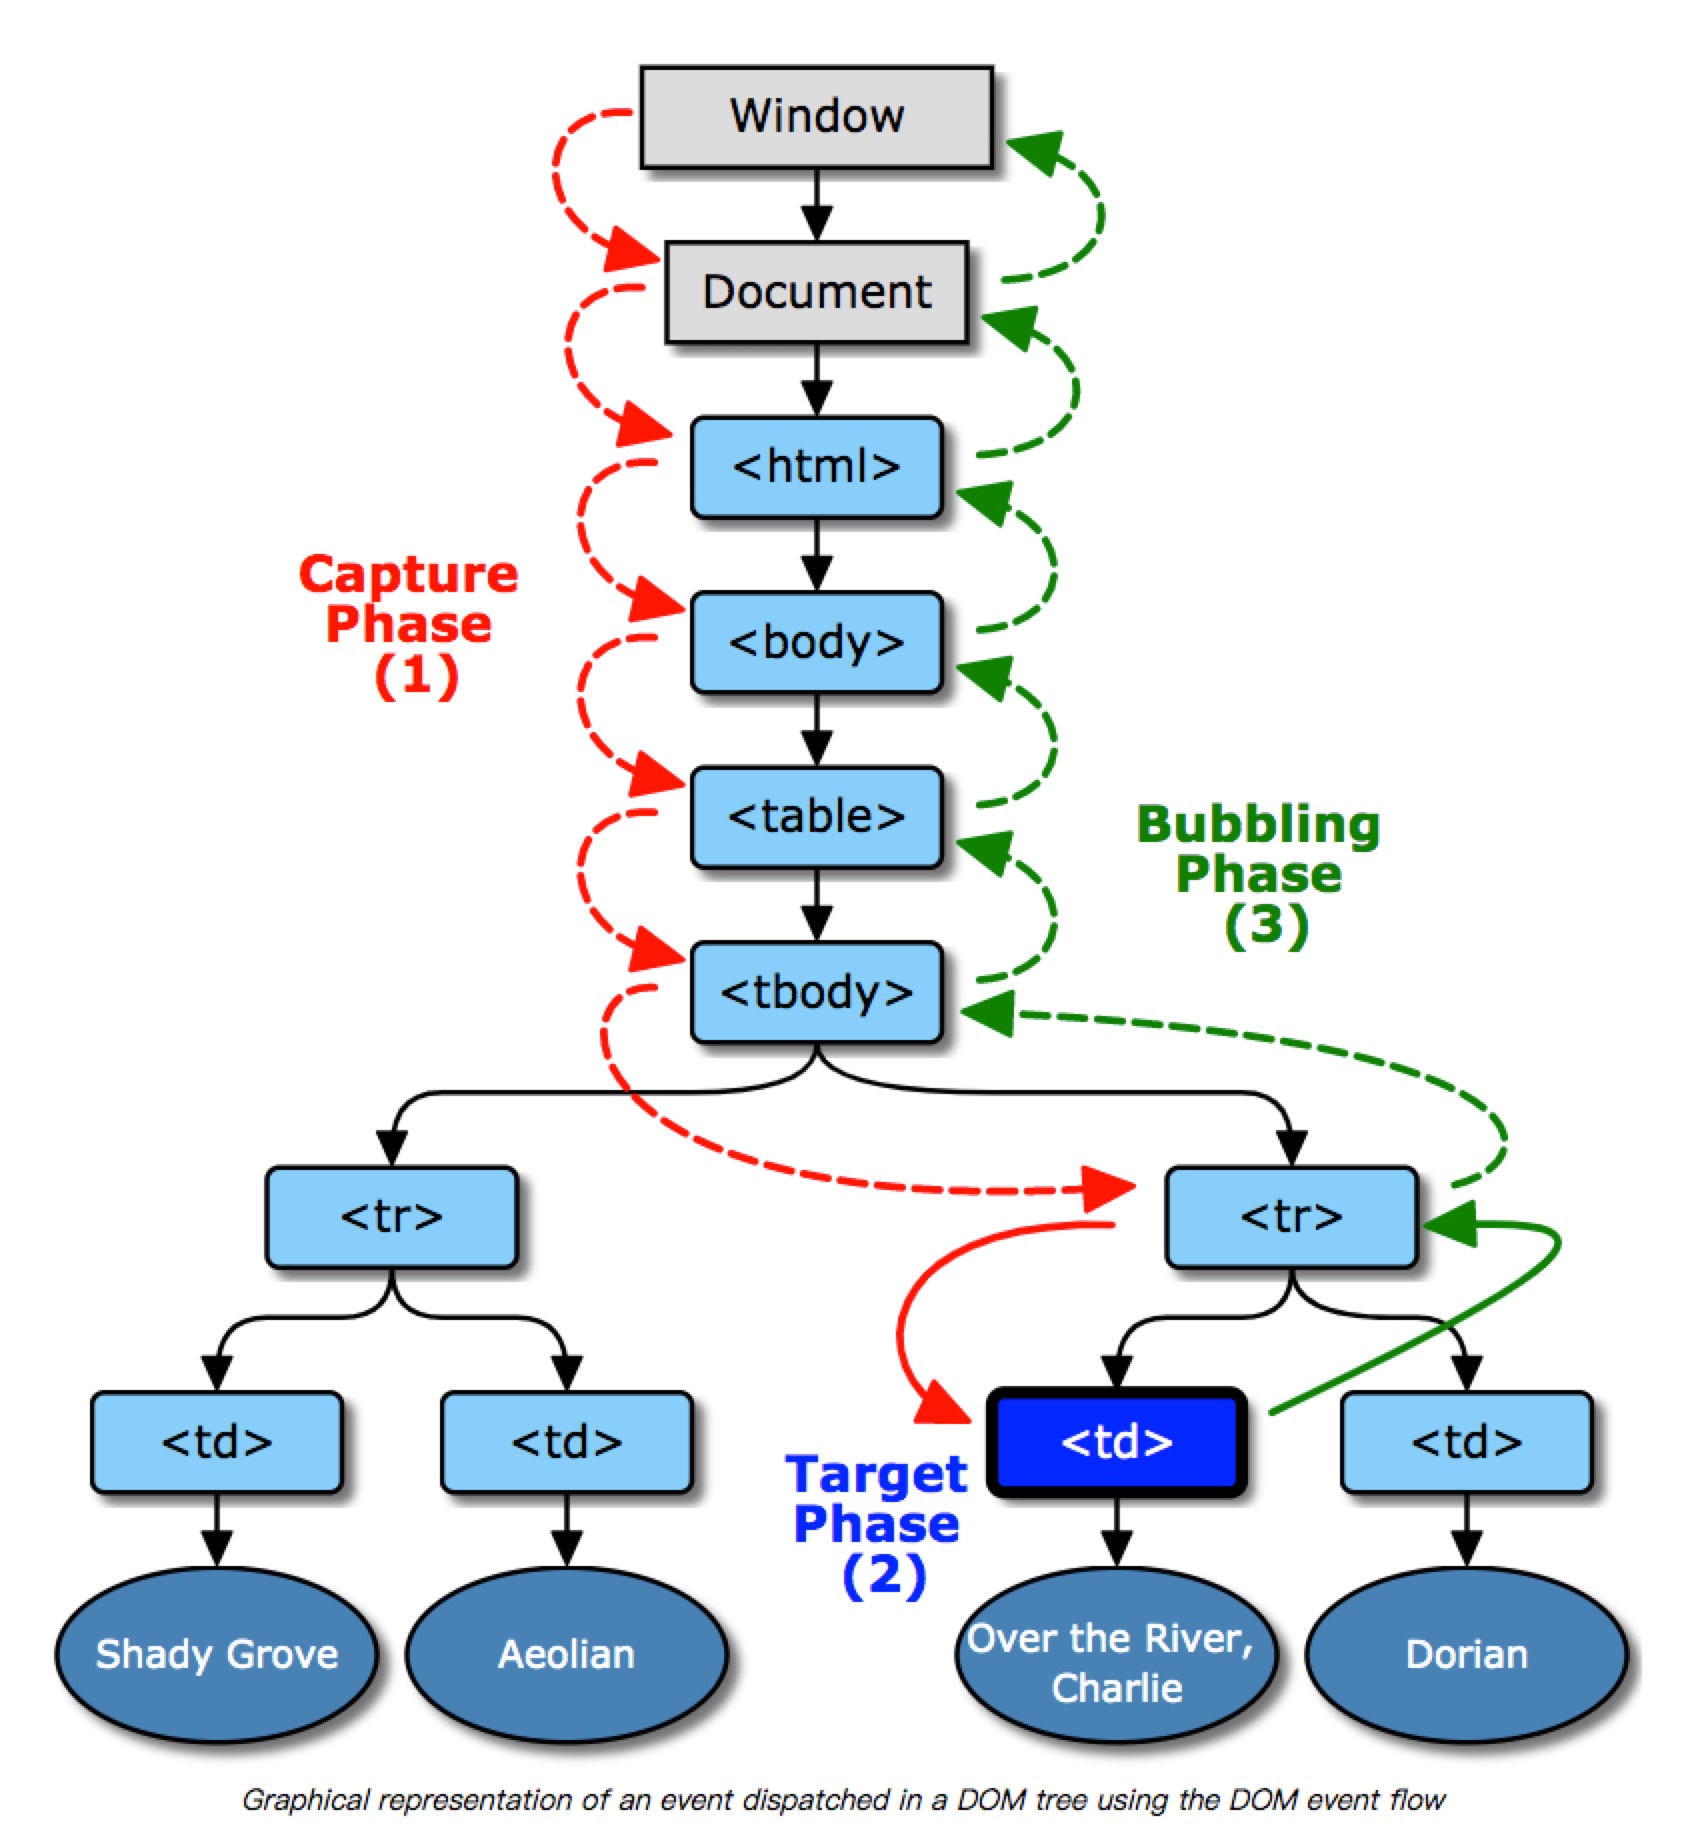 Window
Document
<html>
Capture
Phase
(1)
<body>
<table>
Bubbling
Phase
(3)
<tbody>
<tr>
<tr>
<td>
<td>
<td>
<td>
Target
Phase
(2)
Shady Grove
Aeolian
Over the River,
Charlie
Dorian
Graphical representation of an event dispatched in a DOM tree using the DOM event flow